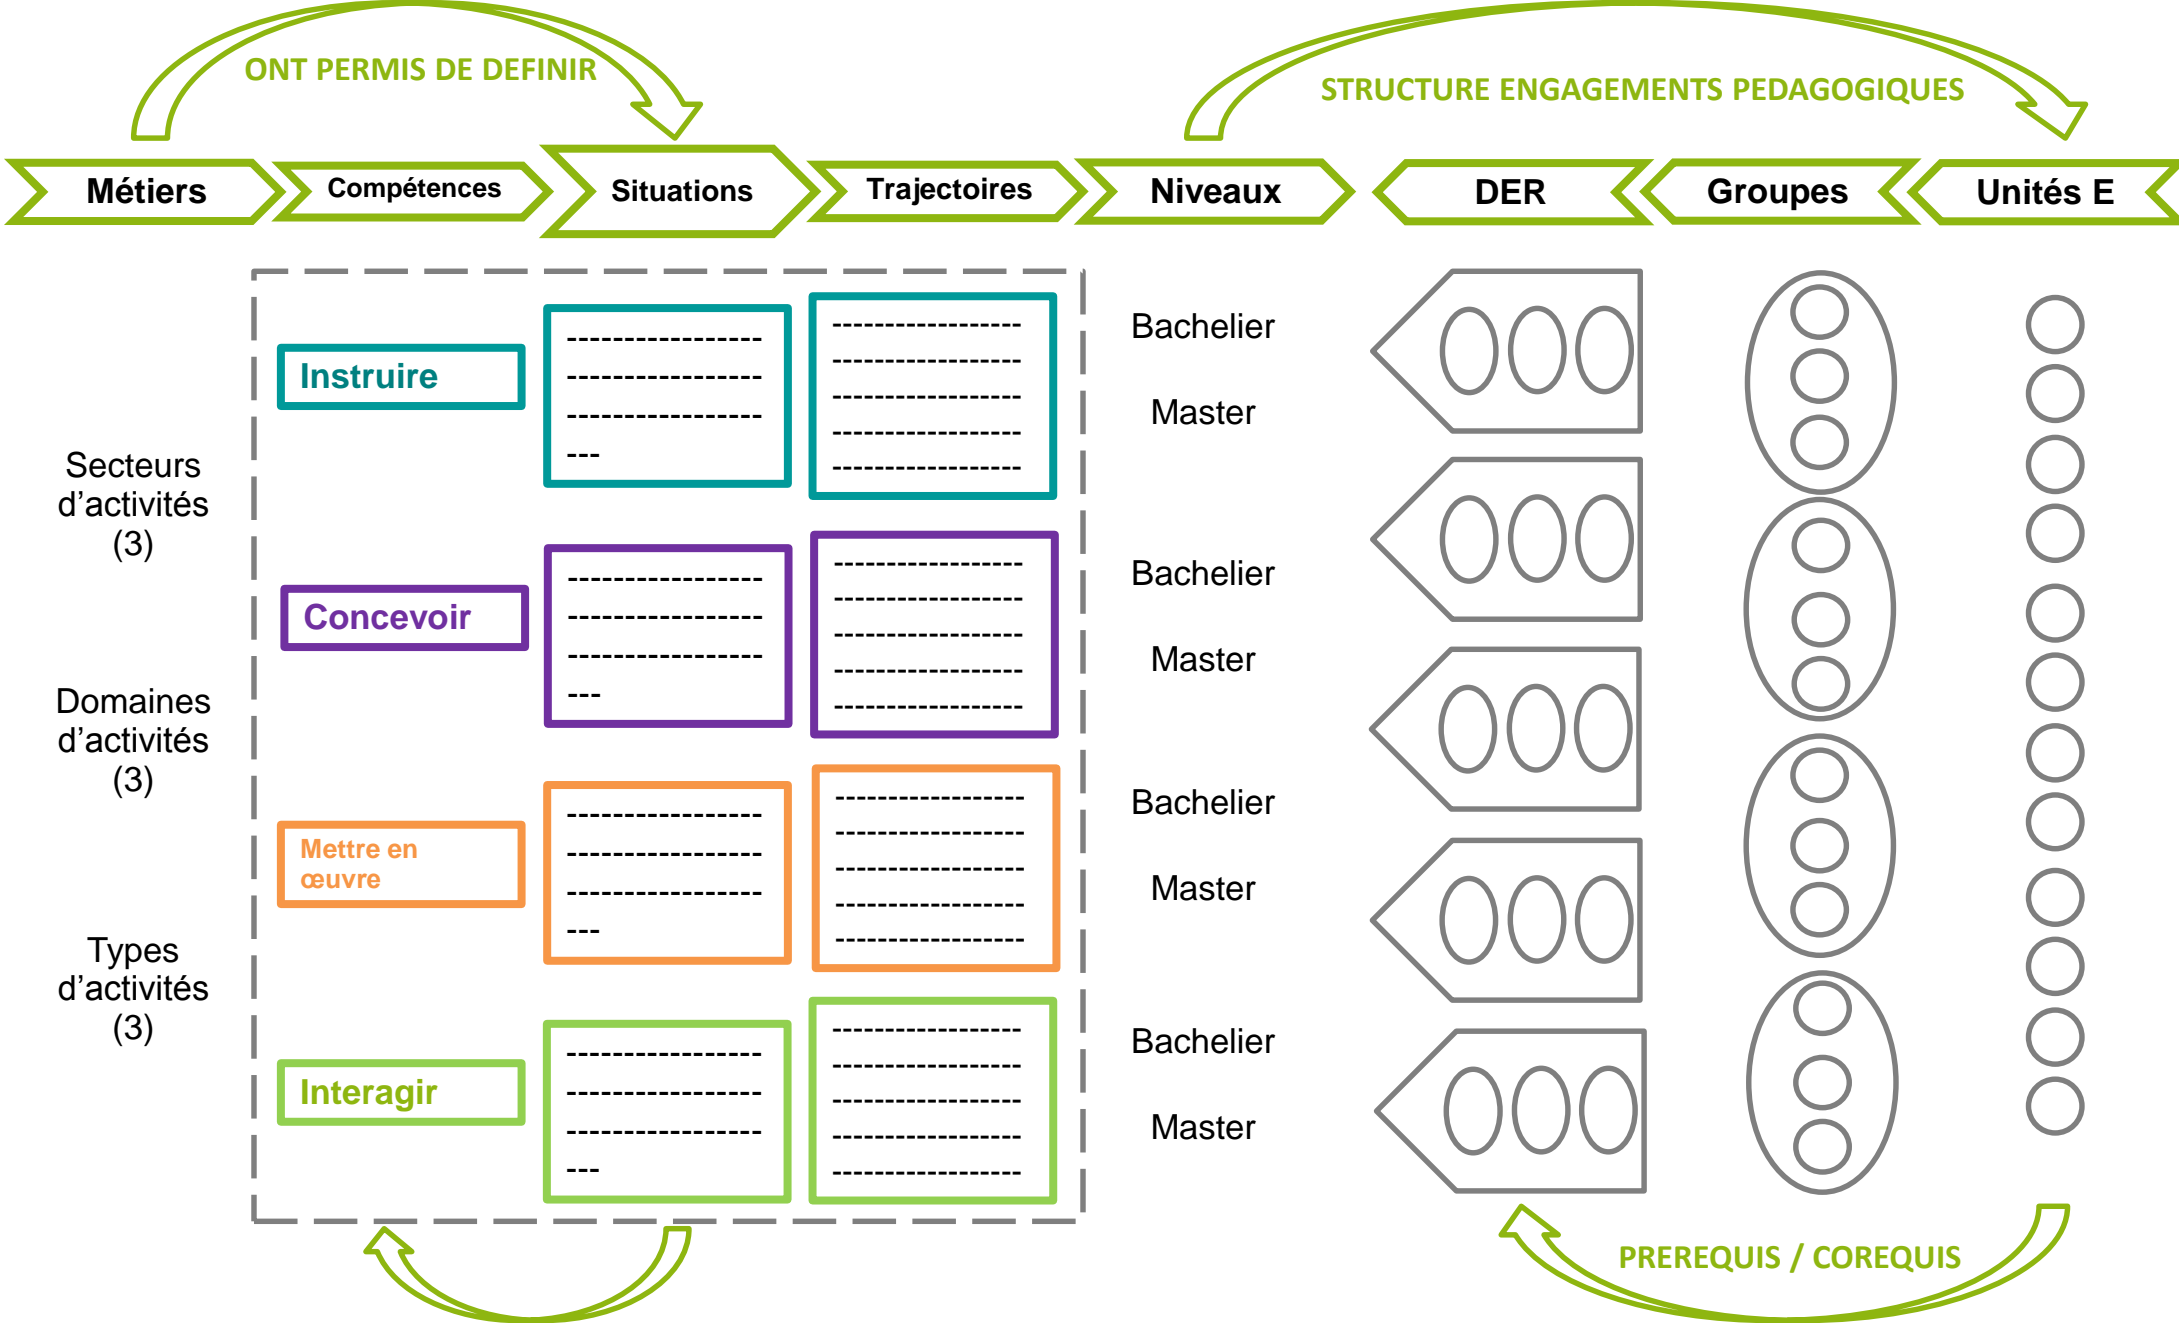 ONT PERMIS DE DEFINIR
STRUCTURE ENGAGEMENTS PEDAGOGIQUES
Métiers
Compétences
Situations
Trajectoires
Niveaux
DER
Groupes
Unités E
Secteurs
d'activités
(3)
Domaines
d'activités
(3)
Types
d'activités
(3)
Instruire
-----------------
-----------------
-----------------
---
------------------
------------------
------------------
------------------
------------------
Bachelier
Master
Concevoir
-----------------
-----------------
-----------------
---
------------------
------------------
------------------
------------------
------------------
Bachelier
Master
Mettre en
œuvre
-----------------
-----------------
-----------------
---
------------------
------------------
------------------
------------------
------------------
Bachelier
Master
Interagir
-----------------
-----------------
-----------------
---
------------------
------------------
------------------
------------------
------------------
Bachelier
Master
PREREQUIS / COREQUIS